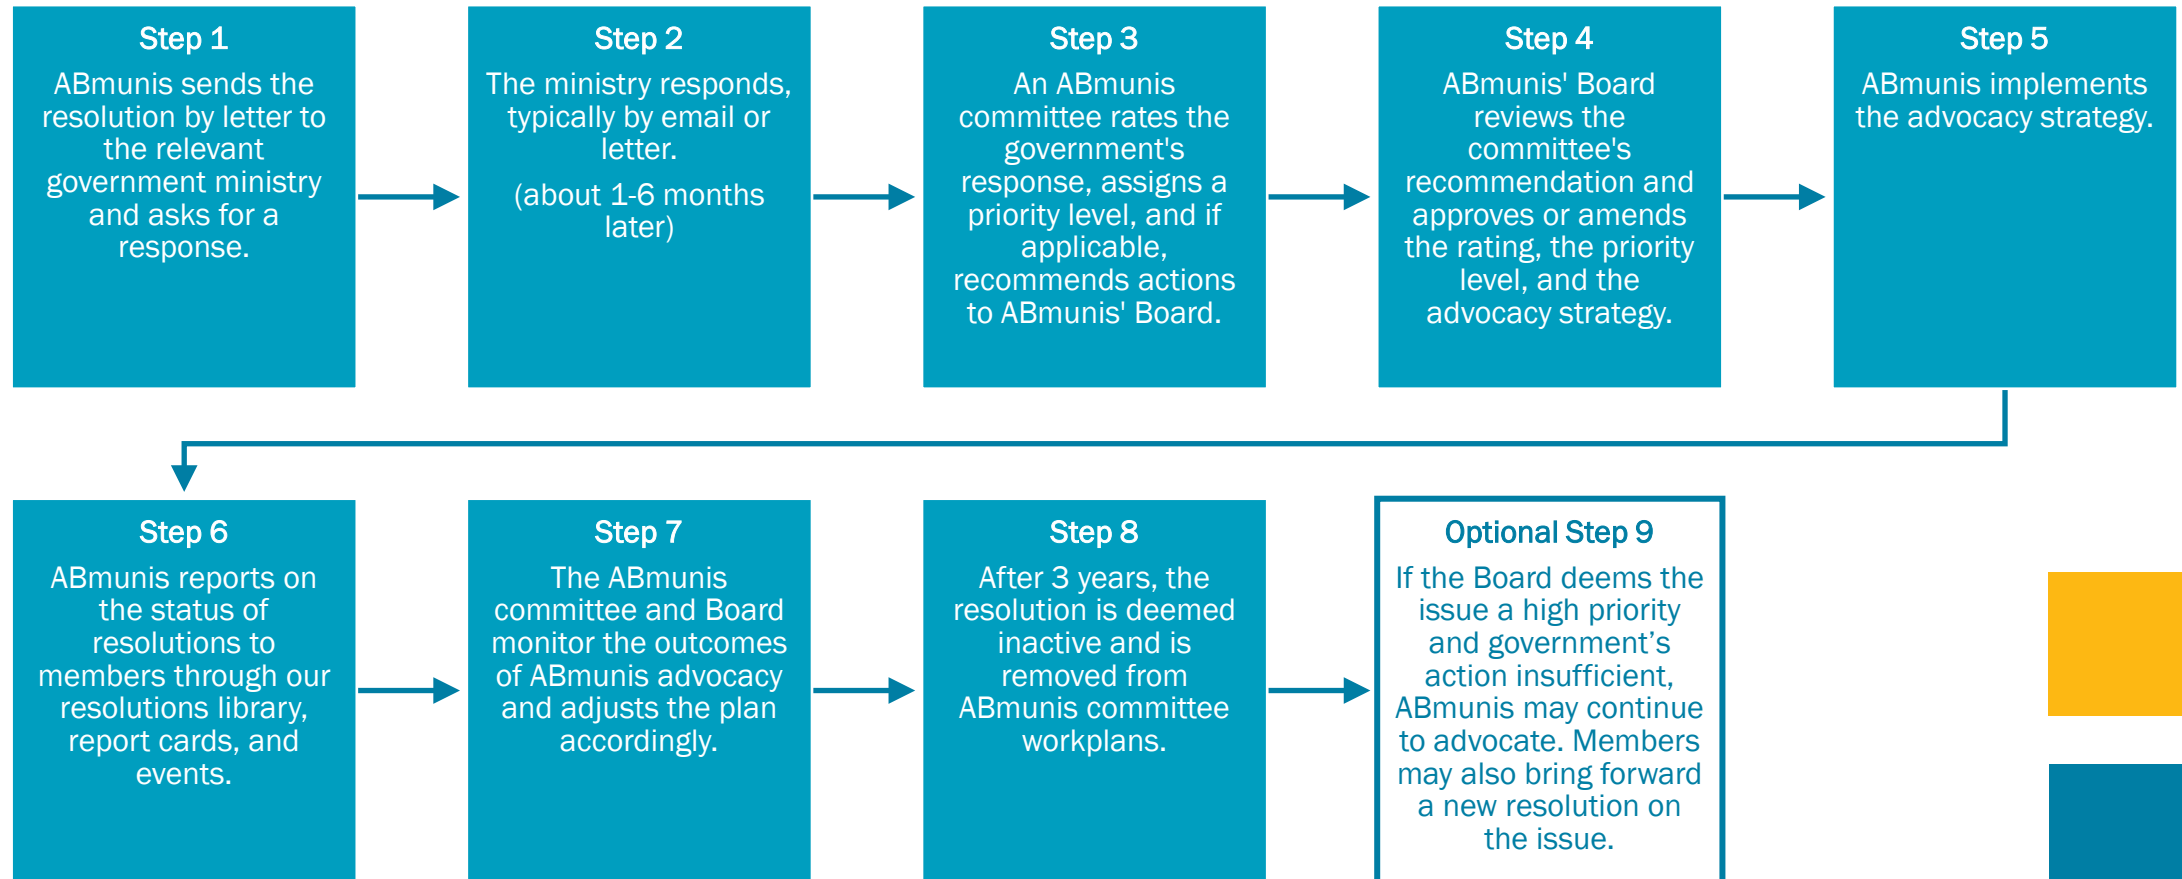 Step 1
ABmunis sends the
resolution by letter to
the relevant
government ministry
and asks for a
response.
Step 2
The ministry responds,
typically by email or
letter.
(about 1-6 months
later)
Step 3
An ABmunis
committee rates the
government's
response, assigns a
priority level, and if
applicable,
recommends actions
to ABmunis' Board.
Step 4
ABmunis' Board
reviews the
committee's
recommendation and
approves or amends
the rating, the priority
level, and the
advocacy strategy.
Step 5
ABmunis implements
the advocacy strategy.
Step 6
ABmunis reports on
the status of
resolutions to
members through our
resolutions library,
report cards, and
events.
Step 7
The ABmunis
committee and Board
monitor the outcomes
of ABmunis advocacy
and adjusts the plan
accordingly.
Step 8
After 3 years, the
resolution is deemed
inactive and is
removed from
ABmunis committee
workplans.
Optional Step 9
If the Board deems the
issue a high priority
and government’s
action insufficient,
ABmunis may continue
to advocate. Members
may also bring forward
a new resolution on
the issue.